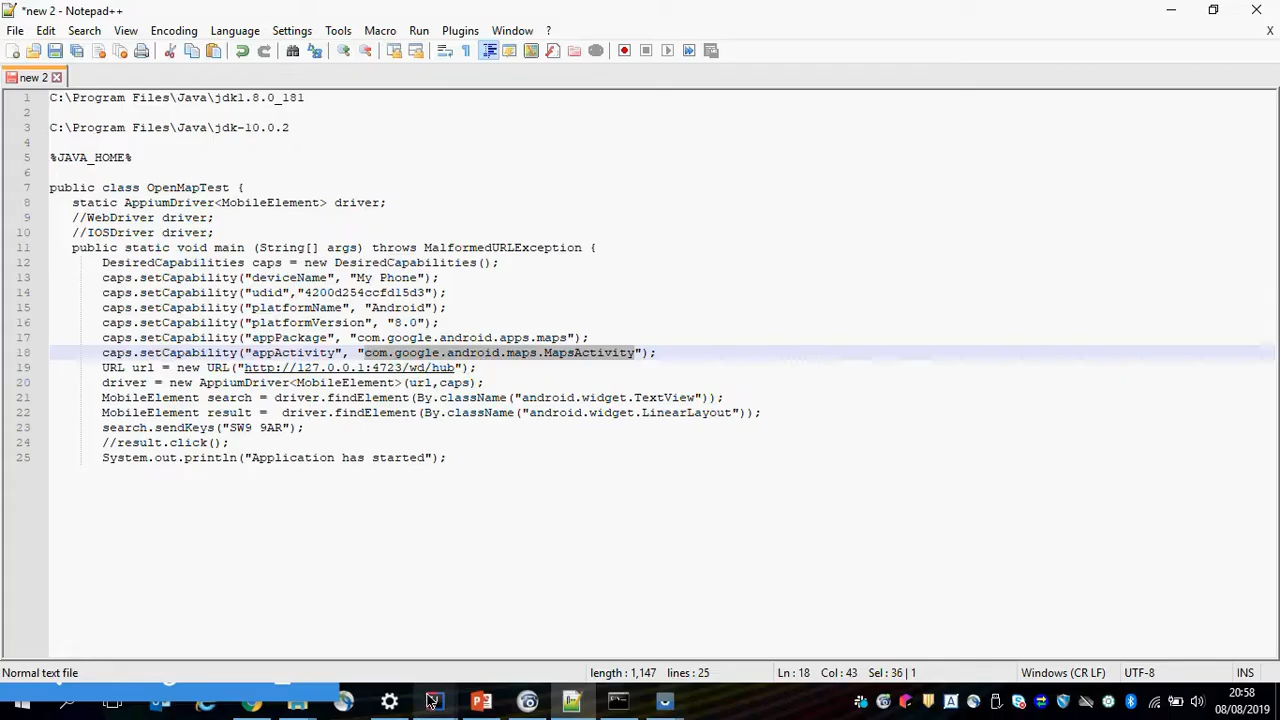 *new 2 - Notepad++
File Edit Search View Encoding Language Settings Tools Macro Run Plugins Window ? X
new 2
1 C:\Program Files\Java\jdk1.8.0_181
2
3 C:\Program Files\Java\jdk-10.0.2
4
5 %JAVA_HOME%
6
7 public class OpenMapTest {
8 static AppiumDriver<MobileElement> driver;
9 //WebDriver driver;
10 //IOSDriver driver;
11 public static void main (String[] args) throws MalformedURLException {
12 DesiredCapabilities caps = new DesiredCapabilities();
13 caps.setCapability("deviceName", "My Phone");
14 caps.setCapability("udid","4200d254ccfd15d3");
15 caps.setCapability("platformName", "Android");
16 caps.setCapability("platformVersion", "8.0");
17 caps.setCapability("appPackage", "com.google.android.apps.maps");
18 caps.setCapability("appActivity", "com.google.android.maps.MapsActivity");
19 URL url = new URL("http://127.0.0.1:4723/wd/hub");
20 driver = new AppiumDriver<MobileElement>(url,caps);
21 MobileElement search = driver.findElement(By.className("android.widget.TextView"));
22 MobileElement result =  driver.findElement(By.className("android.widget.LinearLayout"));
23 search.sendKeys("SW9 9AR");
24 //result.click();
25 System.out.println("Application has started");
Normal text file length : 1,147 lines : 25 Ln : 18 Col : 43 Sel : 36 | 1 Windows (CR LF) UTF-8 INS
20:58
08/08/2019